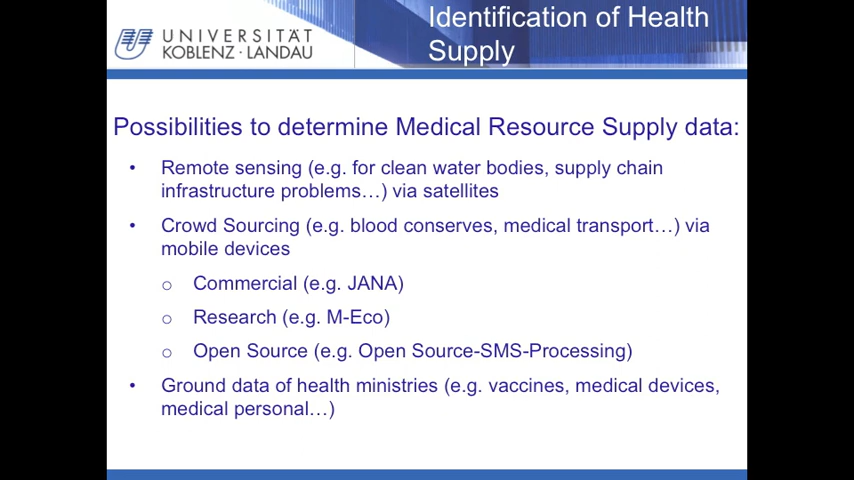 Identification of Health
Supply
UNIVERSITÄT
KOBLENZ · LANDAU
Possibilities to determine Medical Resource Supply data:
• Remote sensing (e.g. for clean water bodies, supply chain
infrastructure problems…) via satellites
• Crowd Sourcing (e.g. blood conserves, medical transport…) via
mobile devices
o Commercial (e.g. JANA)
o Research (e.g. M-Eco)
o Open Source (e.g. Open Source-SMS-Processing)
• Ground data of health ministries (e.g. vaccines, medical devices,
medical personal…)